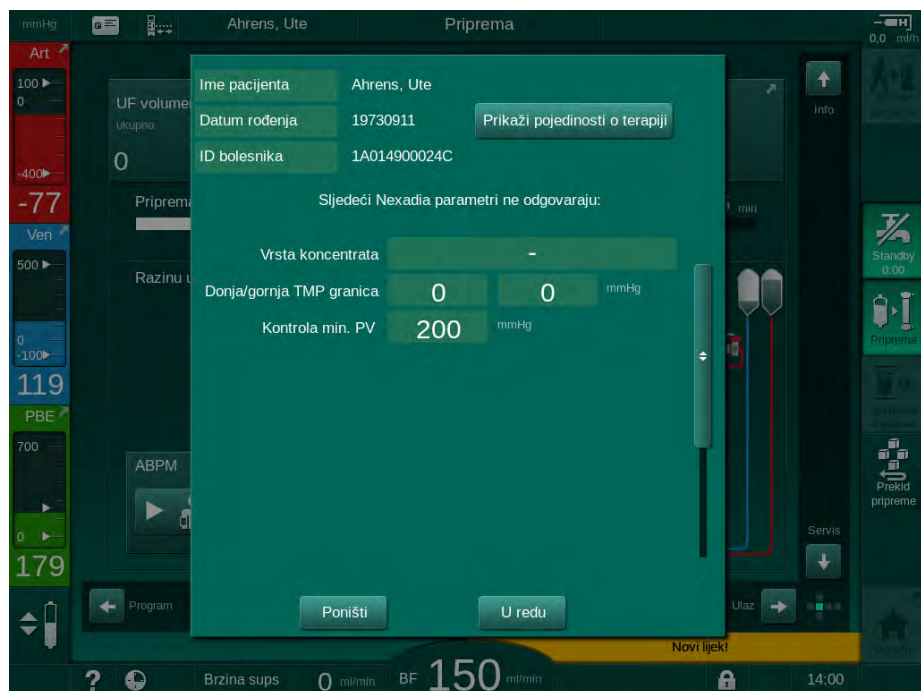 mmHg
Ahrens, Ute
Priprema
0,0 ml/h
Art
100
0
-400
-77
Ven
500
0
-100
119
PBE
700
0
179
UF volume
ukupno
0
Priprema
min
Razinu u
ABPM
Ime pacijenta Ahrens, Ute
Datum rođenja 19730911 Prikaži pojedinosti o terapiji
ID bolesnika 1A014900024C
Sljedeći Nexadia parametri ne odgovaraju:
Vrsta koncentrata -
Donja/gornja TMP granica 0 0 mmHg
Kontrola min. PV 200 mmHg
Poništi U redu
Info
Standby
0:00
Priprema
Prekid
pripreme
Servis
Program
Ulaz
Novi lijek!
? Brzina sups 0 ml/min BF 150 ml/min 14:00